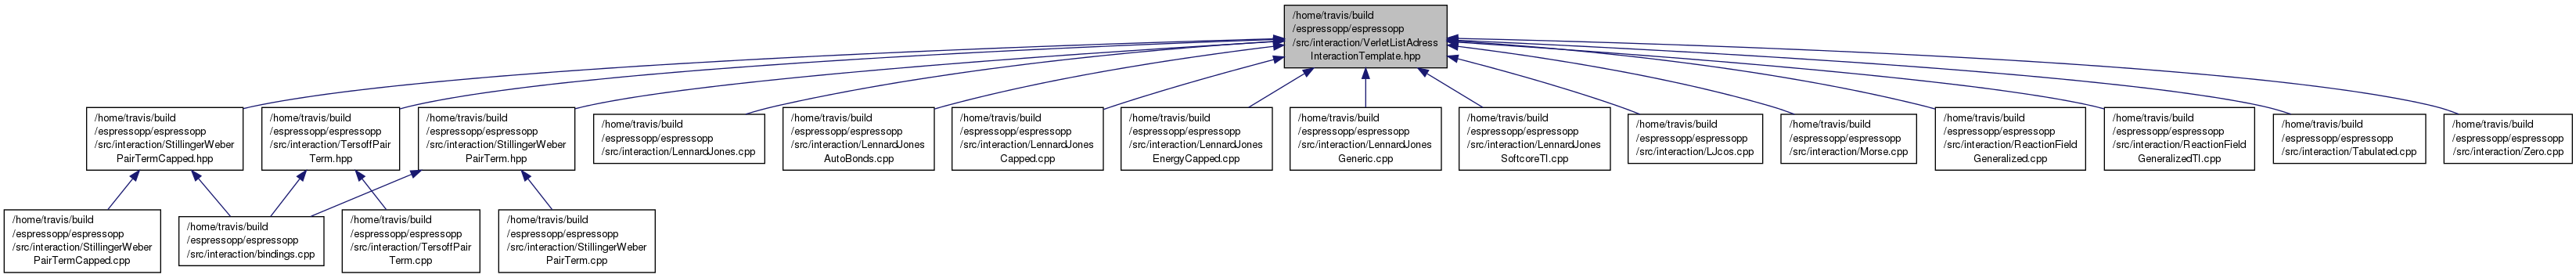 /home/travis/build
/espressopp/espressopp
/src/interaction/VerletListAdress
InteractionTemplate.hpp
/home/travis/build
/espressopp/espressopp
/src/interaction/StillingerWeber
PairTermCapped.hpp
/home/travis/build
/espressopp/espressopp
/src/interaction/TersoffPair
Term.hpp
/home/travis/build
/espressopp/espressopp
/src/interaction/StillingerWeber
PairTerm.hpp
/home/travis/build
/espressopp/espressopp
/src/interaction/LennardJones.cpp
/home/travis/build
/espressopp/espressopp
/src/interaction/LennardJones
AutoBonds.cpp
/home/travis/build
/espressopp/espressopp
/src/interaction/LennardJones
Capped.cpp
/home/travis/build
/espressopp/espressopp
/src/interaction/LennardJones
EnergyCapped.cpp
/home/travis/build
/espressopp/espressopp
/src/interaction/LennardJones
Generic.cpp
/home/travis/build
/espressopp/espressopp
/src/interaction/LennardJones
SoftcoreTI.cpp
/home/travis/build
/espressopp/espressopp
/src/interaction/LJcos.cpp
/home/travis/build
/espressopp/espressopp
/src/interaction/Morse.cpp
/home/travis/build
/espressopp/espressopp
/src/interaction/ReactionField
Generalized.cpp
/home/travis/build
/espressopp/espressopp
/src/interaction/ReactionField
GeneralizedTI.cpp
/home/travis/build
/espressopp/espressopp
/src/interaction/Tabulated.cpp
/home/travis/build
/espressopp/espressopp
/src/interaction/Zero.cpp
/home/travis/build
/espressopp/espressopp
/src/interaction/StillingerWeber
PairTermCapped.cpp
/home/travis/build
/espressopp/espressopp
/src/interaction/bindings.cpp
/home/travis/build
/espressopp/espressopp
/src/interaction/TersoffPair
Term.cpp
/home/travis/build
/espressopp/espressopp
/src/interaction/StillingerWeber
PairTerm.cpp